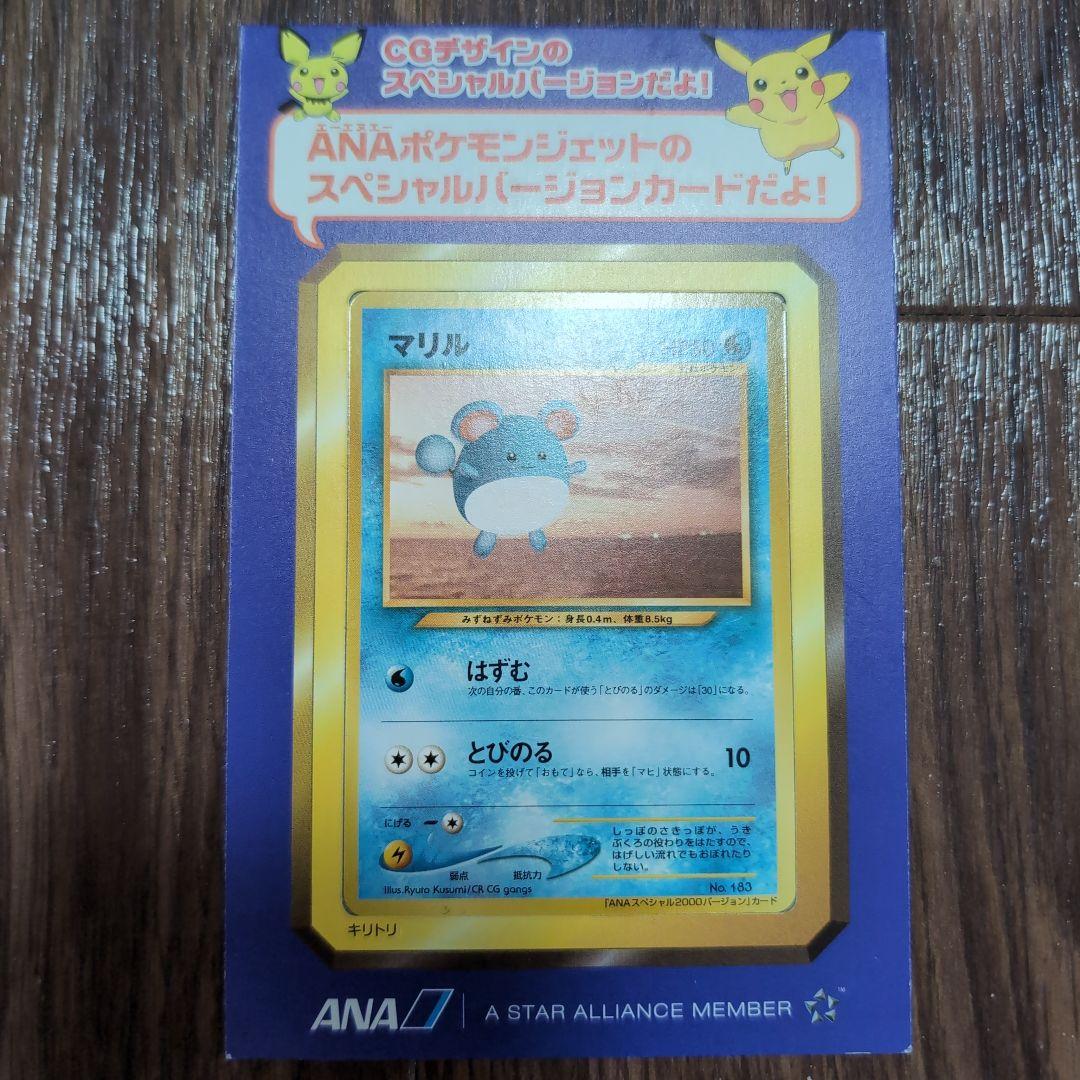 CGデザインの
スペシャルバージョンだよ!
エーエヌエー
ANAポケモンジェットの
スペシャルバージョンカードだよ!
マリル
みずねずみポケモン:身長0.4m、体重8.5kg
はずむ
次の自分の番、このカードが使う「とびのる」のダメージは「30」になる。
とびのる 10
コインを投げて「おもて」なら、相手を「マヒ」状態にする。
にげる
しっぽのさきっぽが、うき
ぶくろの役わりをはたすので、
はげしい流れでもおぼれたり
しない。
弱点 抵抗力
Illus.Ryuta Kusumi/CR CG gangs
No. 183
「ANAスペシャル2000バージョン」カード
キリトリ
ANA
A STAR ALLIANCE MEMBER
TM